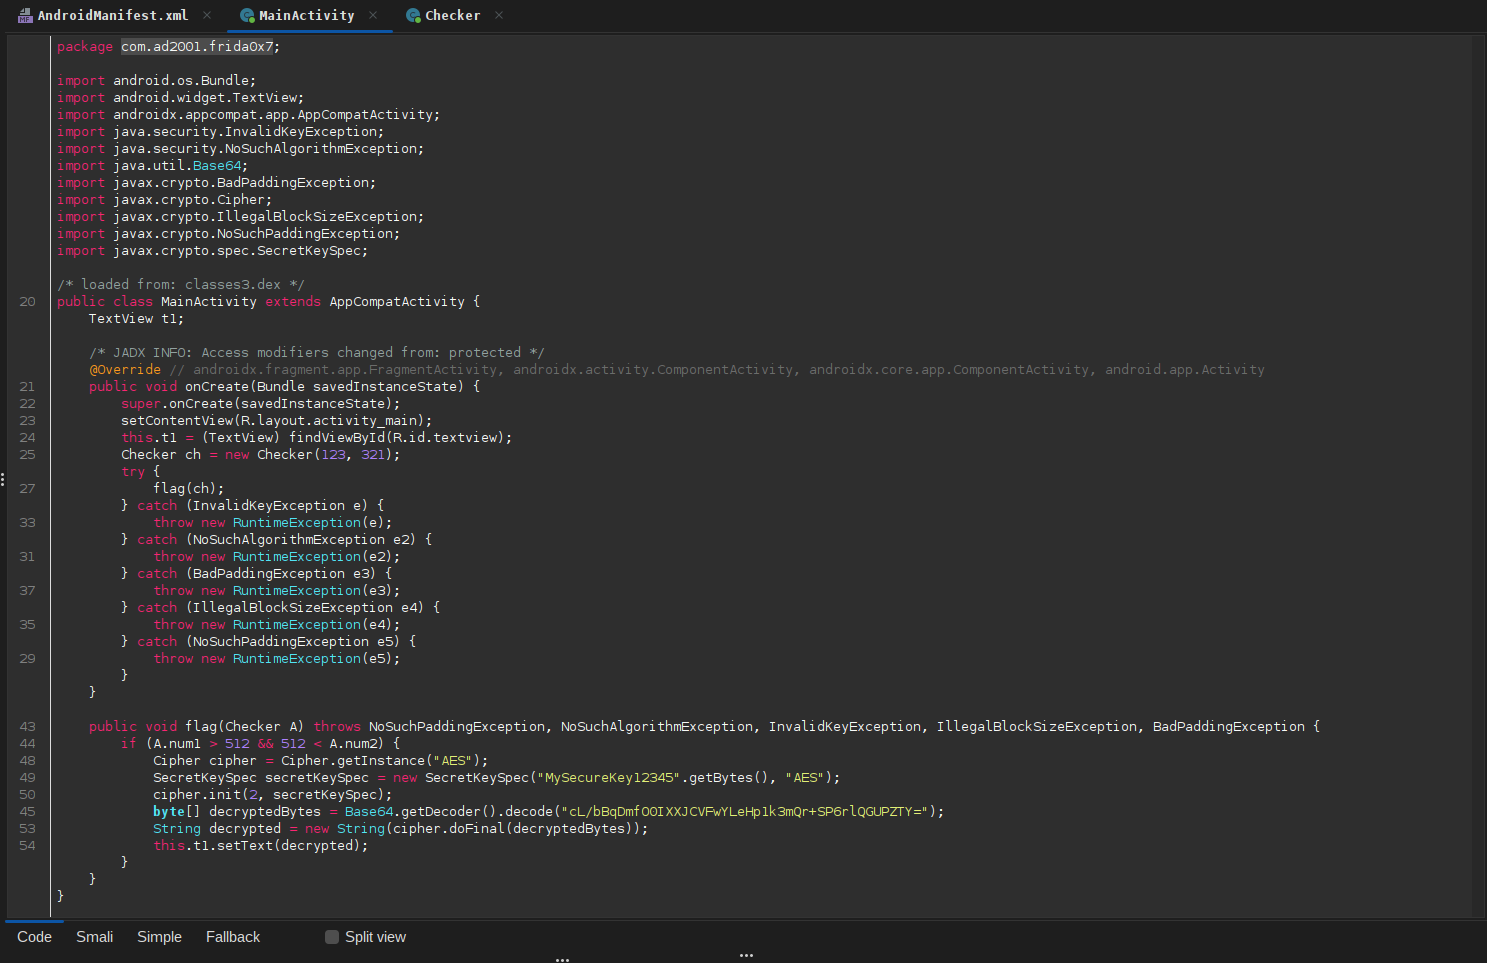 AndroidManifest.xml MainActivity Checker
package com.ad2001.frida0x7;
import android.os.Bundle;
import android.widget.TextView;
import androidx.appcompat.app.AppCompatActivity;
import java.security.InvalidKeyException;
import java.security.NoSuchAlgorithmException;
import java.util.Base64;
import javax.crypto.BadPaddingException;
import javax.crypto.Cipher;
import javax.crypto.IllegalBlockSizeException;
import javax.crypto.NoSuchPaddingException;
import javax.crypto.spec.SecretKeySpec;
/* loaded from: classes3.dex */
20 public class MainActivity extends AppCompatActivity {
TextView t1;
/* JADX INFO: Access modifiers changed from: protected */
@Override // androidx.fragment.app.FragmentActivity, androidx.activity.ComponentActivity, androidx.core.app.ComponentActivity, android.app.Activity
21 public void onCreate(Bundle savedInstanceState) {
22 super.onCreate(savedInstanceState);
23 setContentView(R.layout.activity_main);
24 this.t1 = (TextView) findViewById(R.id.textview);
25 Checker ch = new Checker(123, 321);
try {
27 flag(ch);
} catch (InvalidKeyException e) {
33 throw new RuntimeException(e);
} catch (NoSuchAlgorithmException e2) {
31 throw new RuntimeException(e2);
} catch (BadPaddingException e3) {
37 throw new RuntimeException(e3);
} catch (IllegalBlockSizeException e4) {
35 throw new RuntimeException(e4);
} catch (NoSuchPaddingException e5) {
29 throw new RuntimeException(e5);
}
}
43 public void flag(Checker A) throws NoSuchPaddingException, NoSuchAlgorithmException, InvalidKeyException, IllegalBlockSizeException, BadPaddingException {
44 if (A.num1 > 512 && 512 < A.num2) {
48 Cipher cipher = Cipher.getInstance("AES");
49 SecretKeySpec secretKeySpec = new SecretKeySpec("MySecureKey12345".getBytes(), "AES");
50 cipher.init(2, secretKeySpec);
45 byte[] decryptedBytes = Base64.getDecoder().decode("cL/bBqDmfO0IXXJCVFwYLeHp1k3mQr+SP6rlQGUPZTY=");
53 String decrypted = new String(cipher.doFinal(decryptedBytes));
54 this.t1.setText(decrypted);
}
}
}
Code Smali Simple Fallback Split view